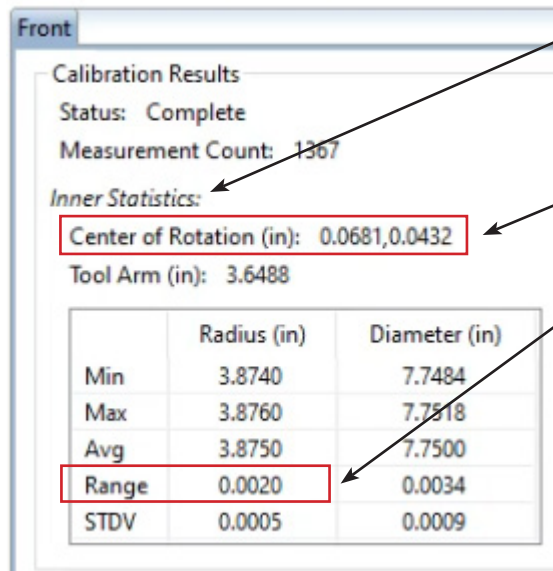 Front
Calibration Results
Status: Complete
Measurement Count: 1367
Inner Statistics:
Center of Rotation (in): 0.0681,0.0432
Tool Arm (in): 3.6488
Radius (in) Diameter (in)
Min 3.8740 7.7484
Max 3.8760 7.7518
Avg 3.8750 7.7500
Range 0.0020 0.0034
STDV 0.0005 0.0009